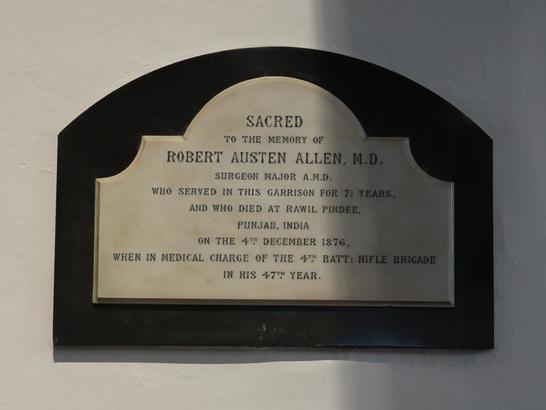 SACRED
TO THE MEMORY OF
ROBERT AUSTEN ALLEN, M.D.
SURGEON MAJOR A.M.D.
WHO SERVED IN THIS GARRISON FOR 7½ YEARS,
AND WHO DIED AT RAWIL PINDEE,
PUNJAB, INDIA
ON THE 4TH DECEMBER 1876,
WHEN IN MEDICAL CHARGE OF THE 4TH BATT: RIFLE BRIGADE
IN HIS 47TH YEAR.